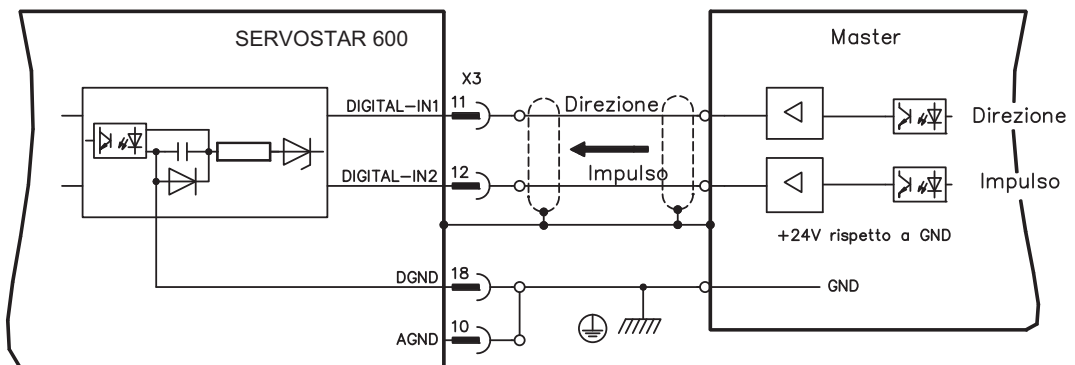 SERVOSTAR 600
Master
X3
DIGITAL-IN1
11
Direzione
Direzione
DIGITAL-IN2
12
Impulso
Impulso
+24V rispetto a GND
DGND
18
GND
AGND
10